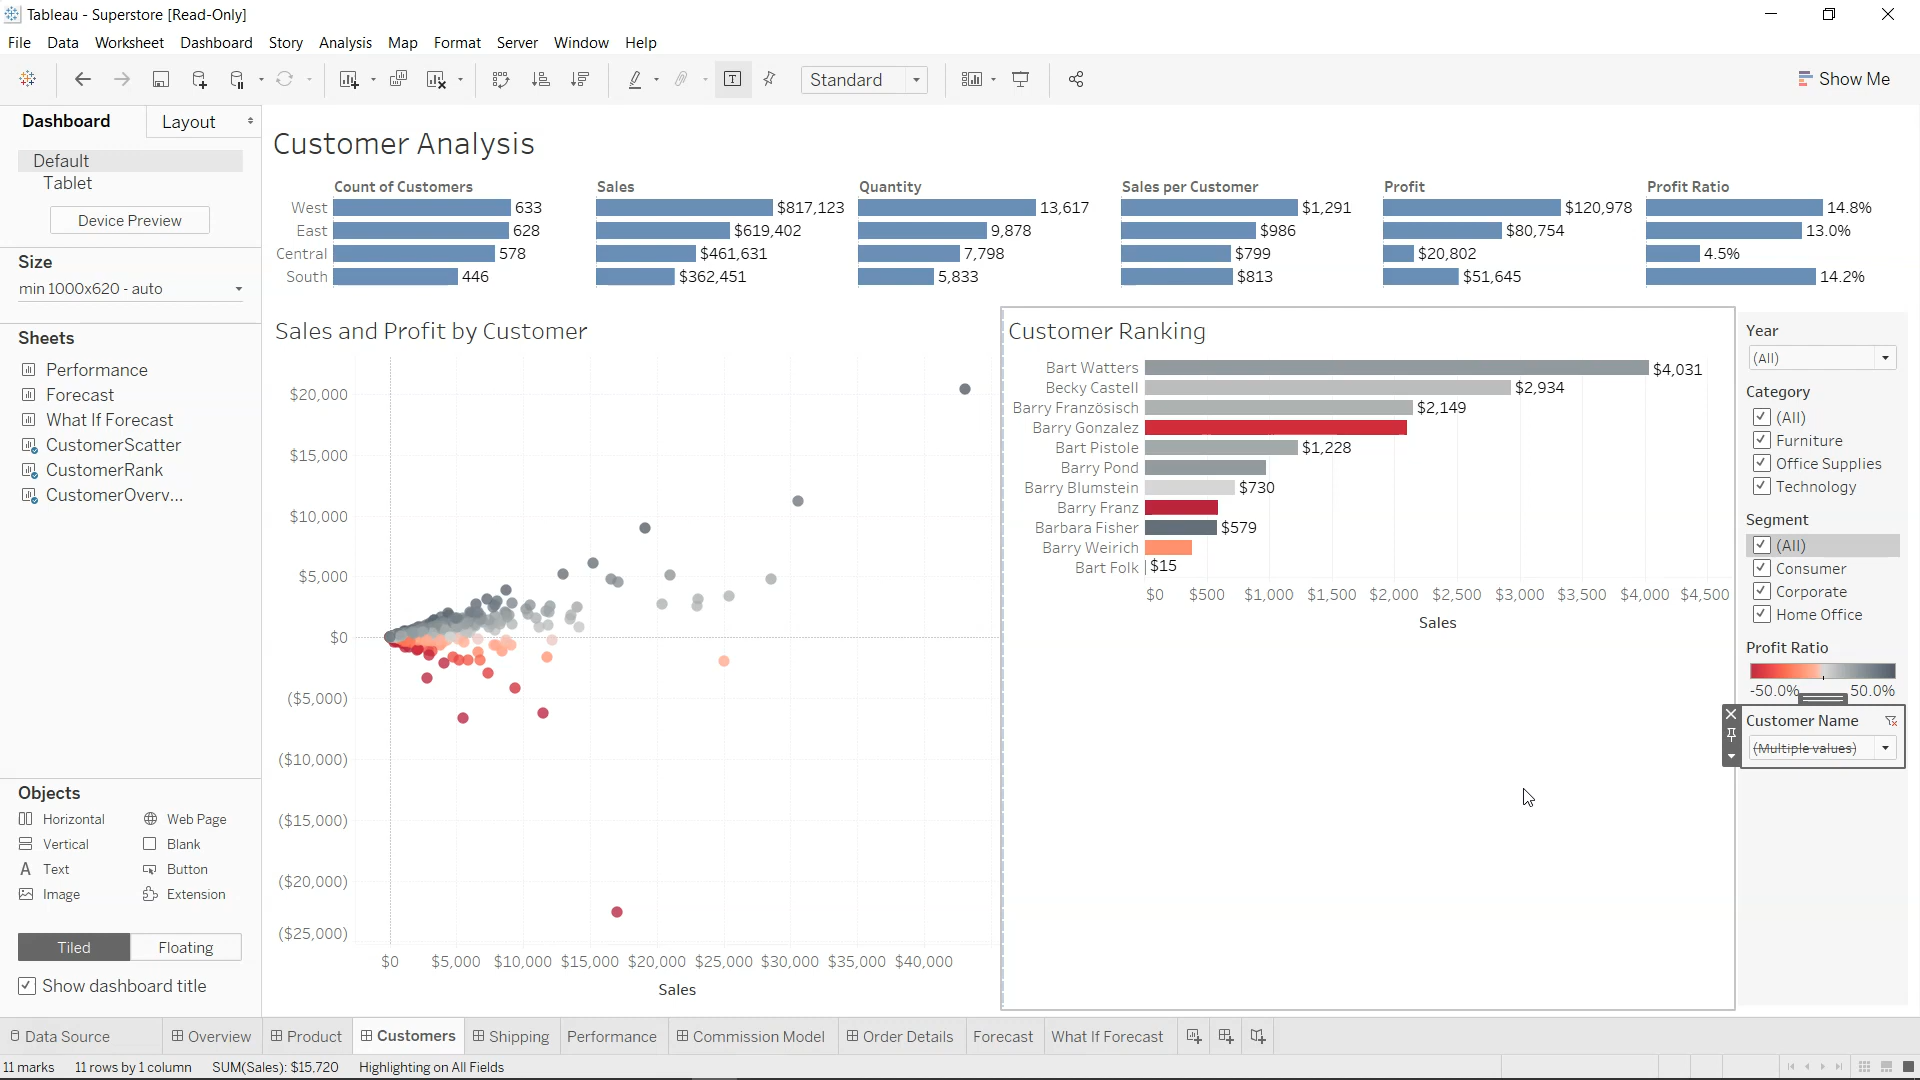 Tableau - Superstore [Read-Only]
File Data Worksheet Dashboard Story Analysis Map Format Server Window Help
Standard
Show Me
Dashboard Layout
Default
Tablet
Device Preview
Size
min 1000x620 - auto
Sheets
Performance
Forecast
What If Forecast
CustomerScatter
CustomerRank
CustomerOverv...
Objects
Horizontal Web Page
Vertical Blank
Text Button
Image Extension
Tiled Floating
Show dashboard title
Customer Analysis
Count of Customers Sales Quantity Sales per Customer Profit Profit Ratio
West 633 $817,123 13,617 $1,291 $120,978 14.8%
East 628 $619,402 9,878 $986 $80,754 13.0%
Central 578 $461,631 7,798 $799 $20,802 4.5%
South 446 $362,451 5,833 $813 $51,645 14.2%
Sales and Profit by Customer
$20,000
$15,000
$10,000
$5,000
$0
($5,000)
($10,000)
($15,000)
($20,000)
($25,000)
$0 $5,000 $10,000 $15,000 $20,000 $25,000 $30,000 $35,000 $40,000
Sales
Customer Ranking
Bart Watters $4,031
Becky Castell $2,934
Barry Französisch $2,149
Barry Gonzalez
Bart Pistole $1,228
Barry Pond
Barry Blumstein $730
Barry Franz
Barbara Fisher $579
Barry Weirich
Bart Folk $15
$0 $500 $1,000 $1,500 $2,000 $2,500 $3,000 $3,500 $4,000 $4,500
Sales
Year
(All)
Category
(All)
Furniture
Office Supplies
Technology
Segment
(All)
Consumer
Corporate
Home Office
Profit Ratio
-50.0% 50.0%
Customer Name
(Multiple values)
Data Source Overview Product Customers Shipping Performance Commission Model Order Details Forecast What If Forecast
11 marks 11 rows by 1 column SUM(Sales): $15,720 Highlighting on All Fields